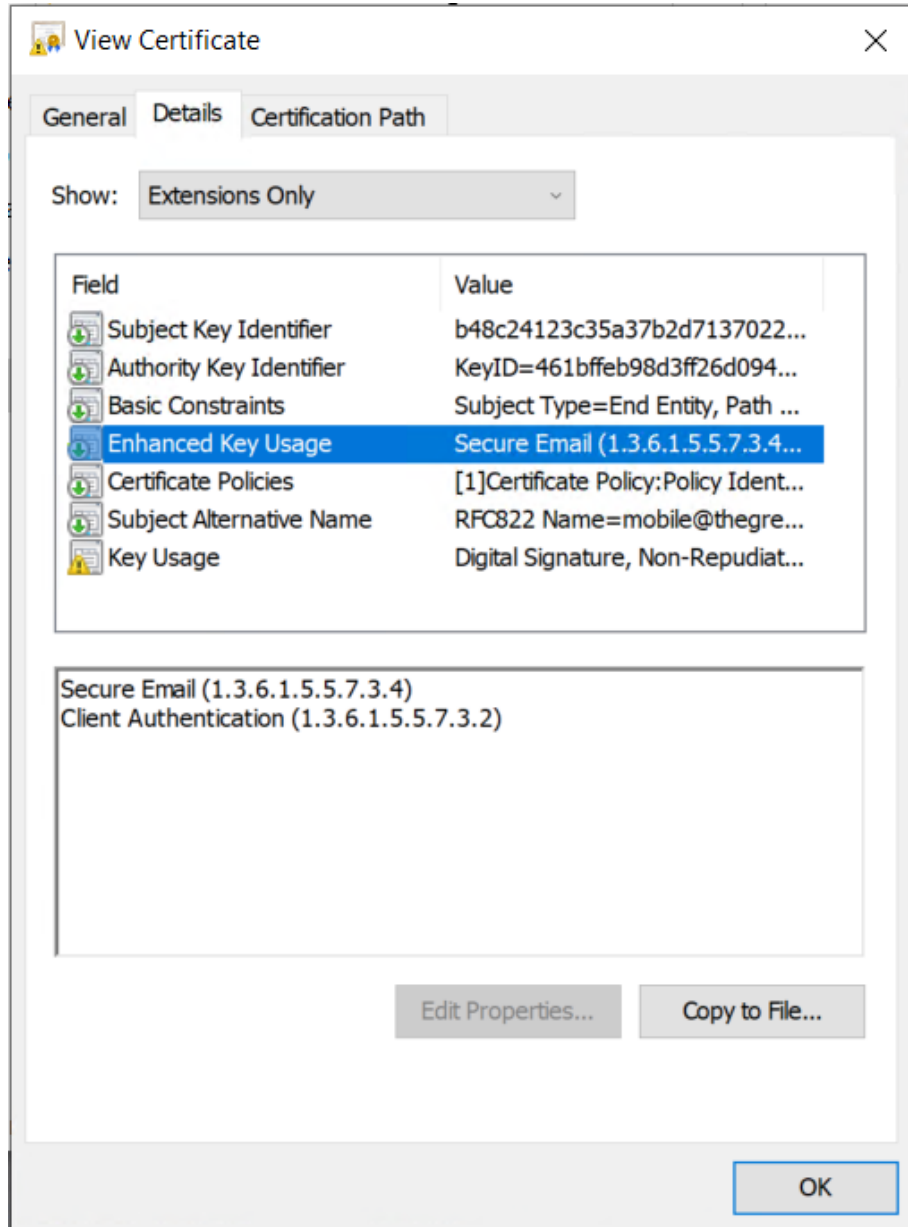 View Certificate
General Details Certification Path
Show: Extensions Only
Field Value
Subject Key Identifier b48c24123c35a37b2d7137022...
Authority Key Identifier KeyID=461bffeb98d3ff26d094...
Basic Constraints Subject Type=End Entity, Path ...
Enhanced Key Usage Secure Email (1.3.6.1.5.5.7.3.4...
Certificate Policies [1]Certificate Policy:Policy Ident...
Subject Alternative Name RFC822 Name=mobile@thegre...
Key Usage Digital Signature, Non-Repudiat...
Secure Email (1.3.6.1.5.5.7.3.4)
Client Authentication (1.3.6.1.5.5.7.3.2)
Edit Properties... Copy to File...
OK